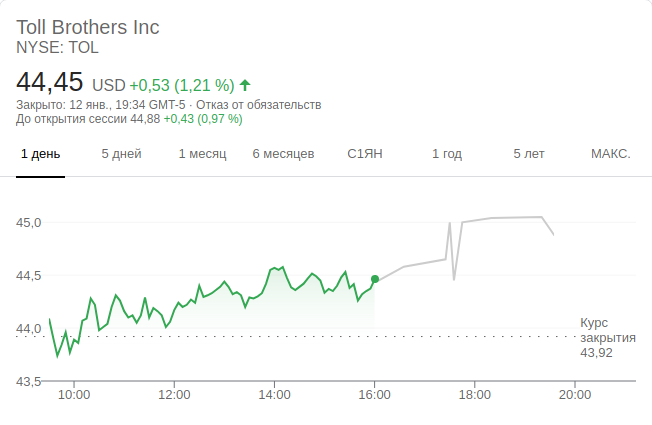 Toll Brothers Inc
NYSE: TOL
44,45 USD +0,53 (1,21 %) ↑
Закрыто: 12 янв., 19:34 GMT-5 · Отказ от обязательств
До открытия сессии 44,88 +0,43 (0,97 %)
1 день 5 дней 1 месяц 6 месяцев С1ЯН 1 год 5 лет МАКС.
45,0
44,5
44,0
Курс
закрытия
43,92
43,5
10:00 12:00 14:00 16:00 18:00 20:00